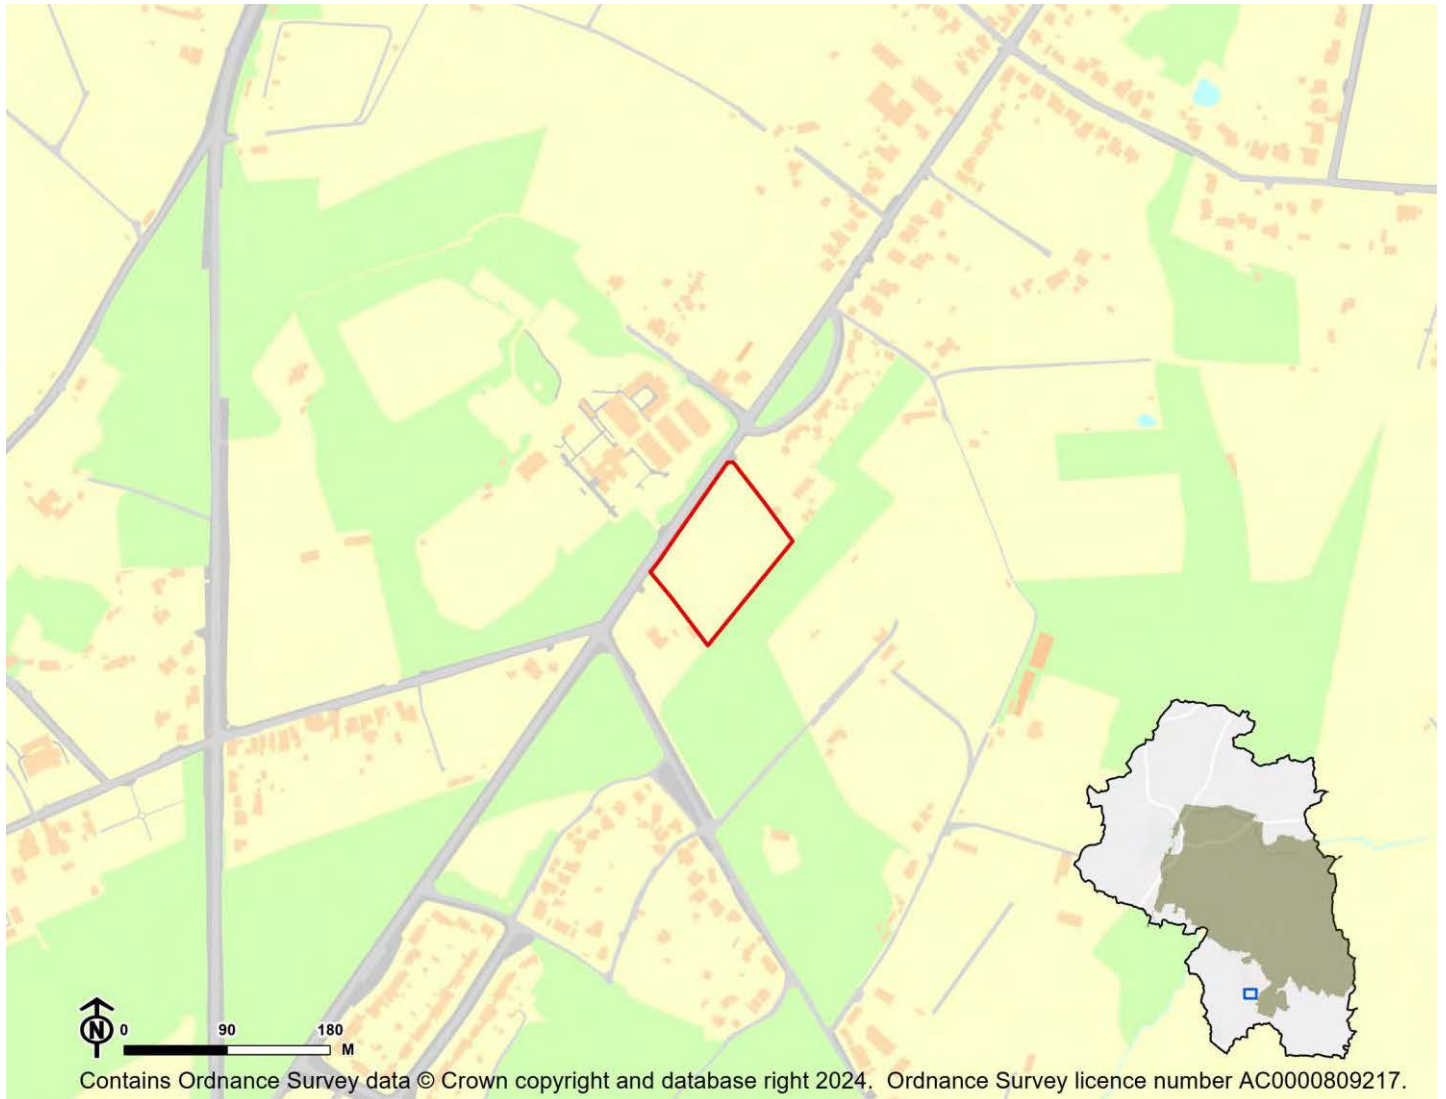 N
0 90 180
M
Contains Ordnance Survey data © Crown copyright and database right 2024. Ordnance Survey licence number AC0000809217.